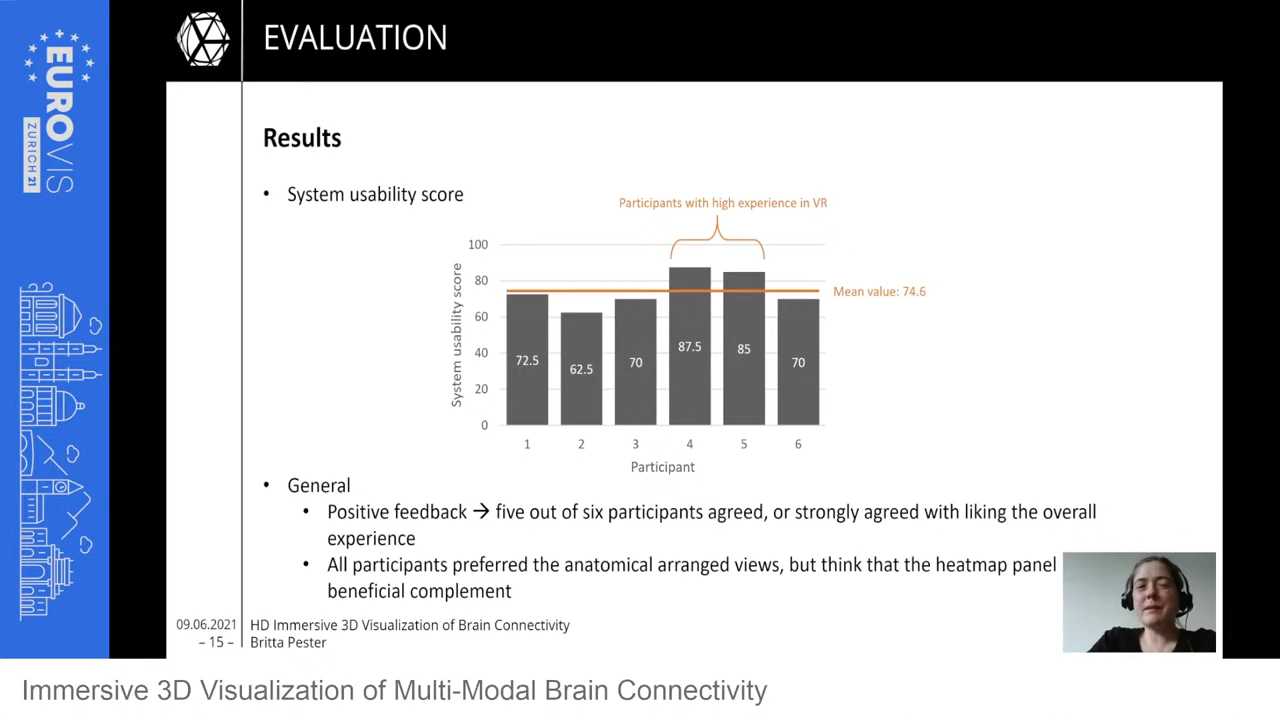 EUROVIS
ZURICH 21
EVALUATION
Results
• System usability score
Participants with high experience in VR
100
80
60
40
20
0
System usability score
Mean value: 74.6
72.5
62.5
70
87.5
85
70
1 2 3 4 5 6
Participant
• General
• Positive feedback → five out of six participants agreed, or strongly agreed with liking the overall
experience
• All participants preferred the anatomical arranged views, but think that the heatmap panel
beneficial complement
09.06.2021
– 15 –
HD Immersive 3D Visualization of Brain Connectivity
Britta Pester
Immersive 3D Visualization of Multi-Modal Brain Connectivity